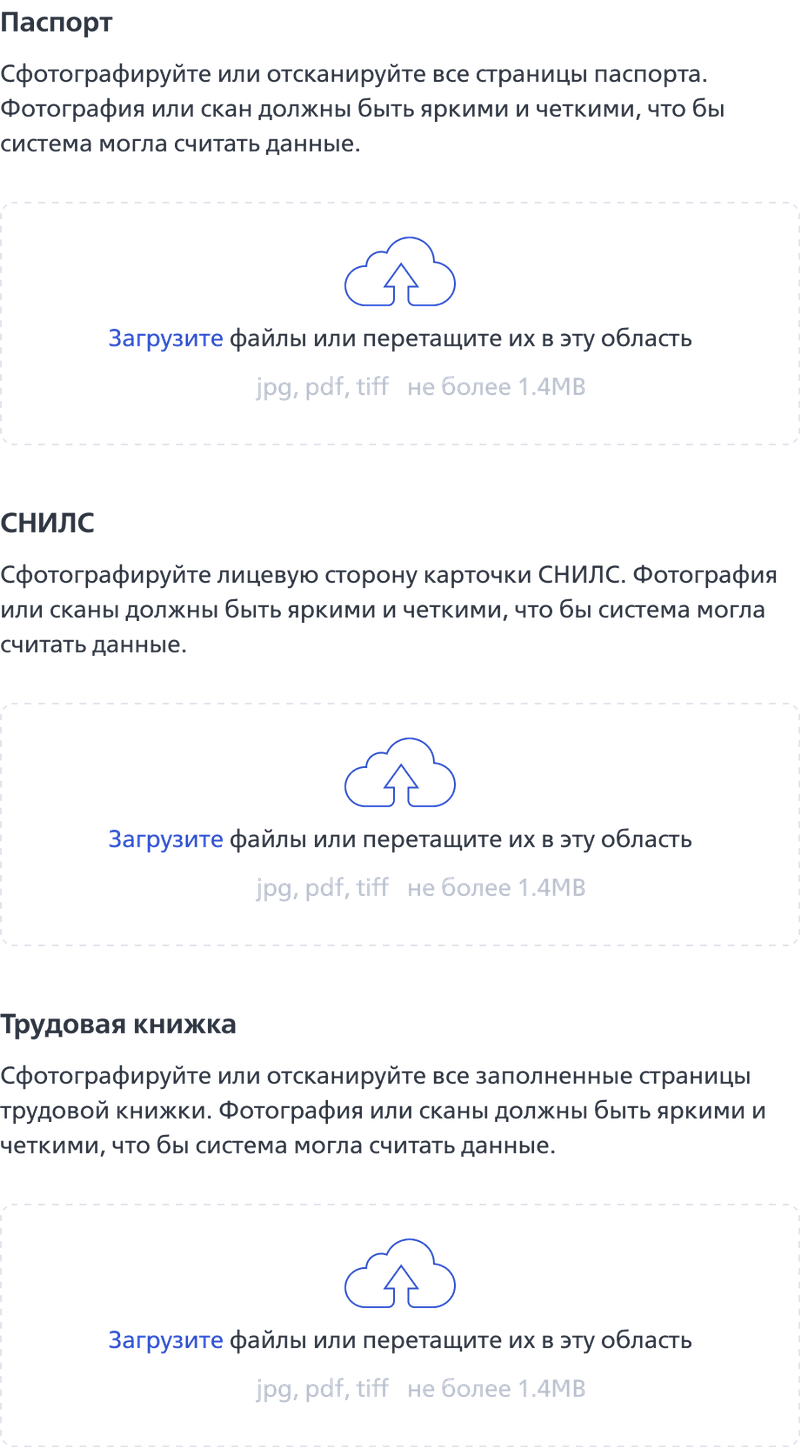 Паспорт
Сфотографируйте или отсканируйте все страницы паспорта.
Фотография или скан должны быть яркими и четкими, что бы
система могла считать данные.
Загрузите файлы или перетащите их в эту область
jpg, pdf, tiff не более 1.4MB
СНИЛС
Сфотографируйте лицевую сторону карточки СНИЛС. Фотография
или сканы должны быть яркими и четкими, что бы система могла
считать данные.
Загрузите файлы или перетащите их в эту область
jpg, pdf, tiff не более 1.4MB
Трудовая книжка
Сфотографируйте или отсканируйте все заполненные страницы
трудовой книжки. Фотография или сканы должны быть яркими и
четкими, что бы система могла считать данные.
Загрузите файлы или перетащите их в эту область
jpg, pdf, tiff не более 1.4MB